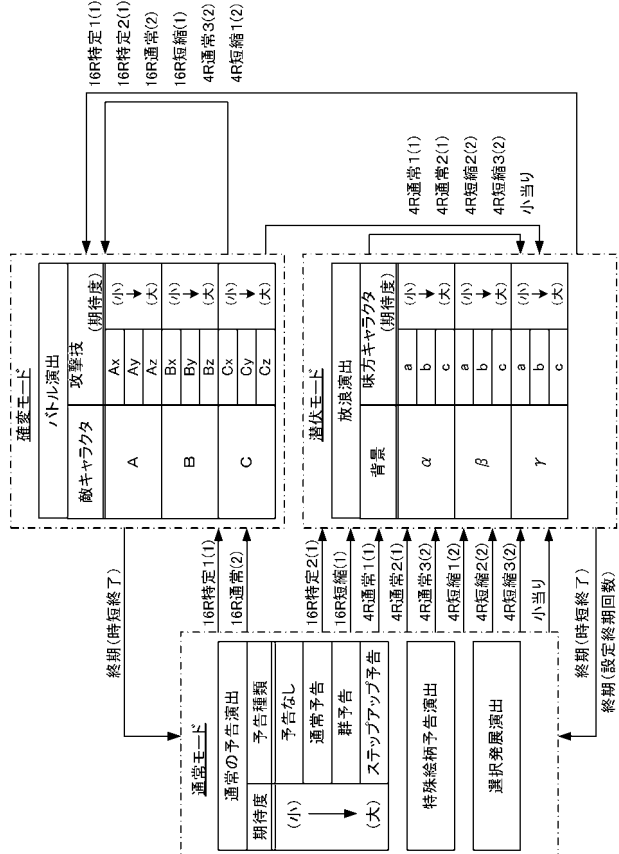 通常モード
通常の予告演出
期待度 予告種類
(小) (大)
予告なし
通常予告
群予告
ステップアップ予告
特殊絵柄予告演出
選択発展演出
終期(時短終了)
16R特定1(1)
16R通常(2)
16R特定2(1)
16R短縮(1)
4R通常1(1)
4R通常2(1)
4R通常3(2)
4R短縮1(2)
4R短縮2(2)
4R短縮3(2)
小当り
終期(時短終了)
終期(設定終期回数)
確変モード
バトル演出
敵キャラクタ 攻撃技 (期待度)
A Ax Ay Az (小) (大)
B Bx By Bz (小) (大)
C Cx Cy Cz (小) (大)
潜伏モード
放浪演出
背景 味方キャラクタ (期待度)
α a b c (小) (大)
β a b c (小) (大)
γ a b c (小) (大)
16R特定1(1)
16R特定2(1)
16R通常(2)
16R短縮(1)
4R通常3(2)
4R短縮1(2)
4R通常1(1)
4R通常2(1)
4R短縮2(2)
4R短縮3(2)
小当り